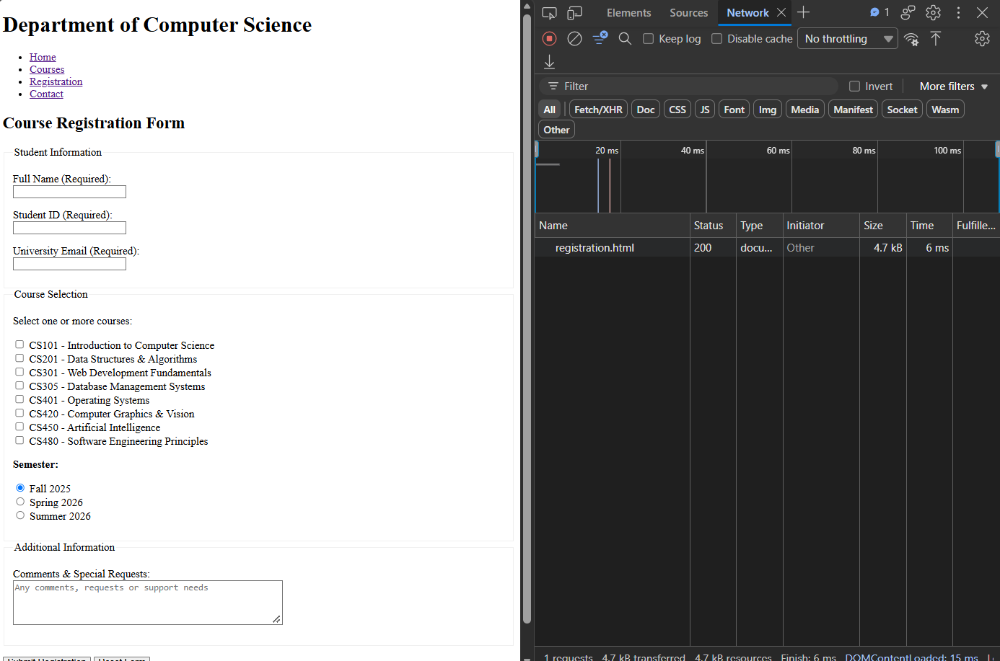 Department of Computer Science
Home
Courses
Registration
Contact
Course Registration Form
Student Information
Full Name (Required):
Student ID (Required):
University Email (Required):
Course Selection
Select one or more courses:
CS101 - Introduction to Computer Science
CS201 - Data Structures & Algorithms
CS301 - Web Development Fundamentals
CS305 - Database Management Systems
CS401 - Operating Systems
CS420 - Computer Graphics & Vision
CS450 - Artificial Intelligence
CS480 - Software Engineering Principles
Semester:
Fall 2025
Spring 2026
Summer 2026
Additional Information
Comments & Special Requests:
Any comments, requests or support needs
Submit Registration Reset Form
Elements Sources Network 1
Keep log Disable cache No throttling
Filter Invert More filters
All Fetch/XHR Doc CSS JS Font Img Media Manifest Socket Wasm
Other
20 ms 40 ms 60 ms 80 ms 100 ms
Name Status Type Initiator Size Time Fulfille...
registration.html 200 docu... Other 4.7 kB 6 ms
1 requests 4.7 kB transferred 4.7 kB resources Finish: 6 ms DOMContentLoaded: 15 ms